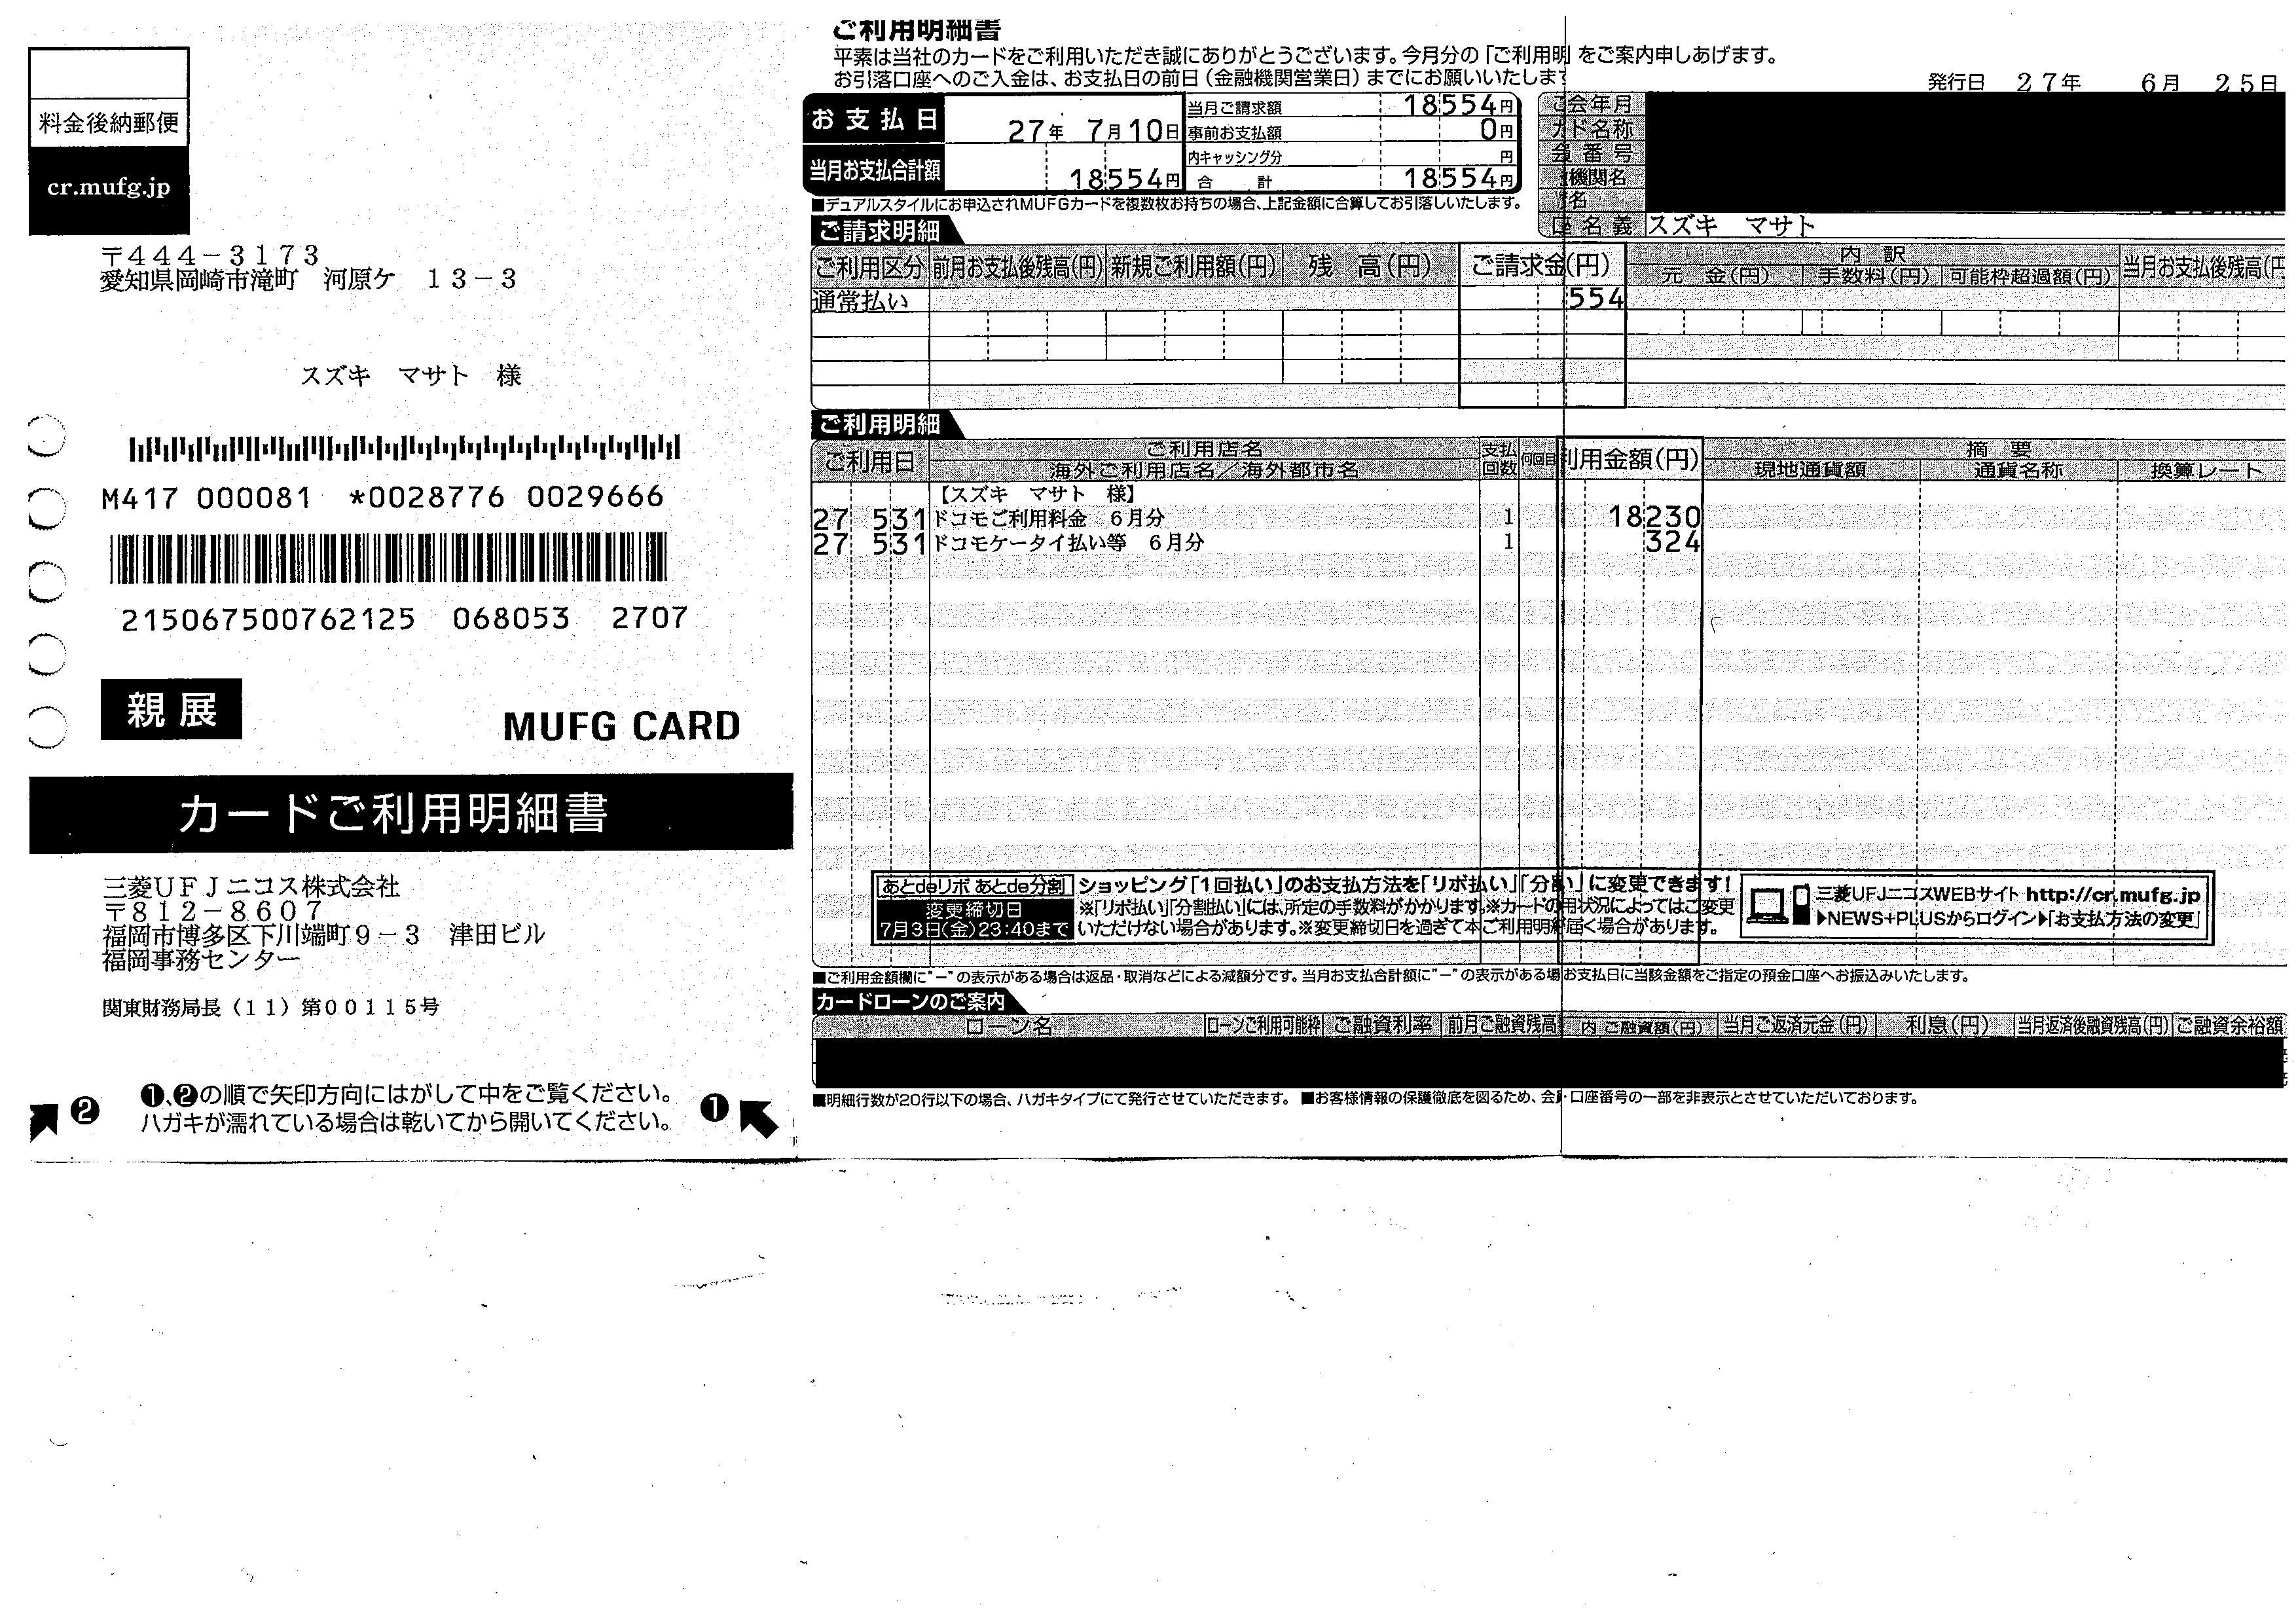 料金後納郵便
cr.mufg.jp
〒444-3173
愛知県岡崎市滝町 河原ケ 13-3
スズキ マサト 様
M417 000081 *0028776 0029666
215067500762125 068053 2707
親展
MUFG CARD
カードご利用明細書
三菱UFJニコス株式会社
〒812-8607
福岡市博多区下川端町9-3 津田ビル
福岡事務センター
関東財務局長(11)第00115号
❶、❷の順で矢印方向にはがして中をご覧ください。
ハガキが濡れている場合は乾いてから開いてください。
❷
❶
ご利用明細書
平素は当社のカードをご利用いただき誠にありがとうございます。今月分の「ご利用明 をご案内申しあげます。
お引落口座へのご入金は、お支払日の前日(金融機関営業日)までにお願いいたします
発行日 27年 6月 25日
お支払日 27年 7月10日
当月お支払合計額 18554円
当月ご請求額 18554円
事前お支払額 0円
内キャッシング分 円
合計 18554円
ご会年月
カド名称
会番号
機関名
名
座名義 スズキ マサト
■デュアルスタイルにお申込されMUFGカードを複数枚お持ちの場合、上記金額に合算してお引落しいたします。
ご請求明細
ご利用区分 前月お支払後残高(円) 新規ご利用額(円) 残高(円) ご請求金(円) 内訳 当月お支払後残高(円
元金(円) 手数料(円) 可能枠超過額(円)
通常払い 554
ご利用明細
ご利用日 ご利用店名 支払回数 何回目 利用金額(円) 摘要
海外ご利用店名/海外都市名 現地通貨額 通貨名称 換算レート
【スズキ マサト 様】
27 531 ドコモご利用料金 6月分 1 18230
27 531 ドコモケータイ払い等 6月分 1 324
あとdeリボ あとde分割 ショッピング「1回払い」のお支払方法を「リボ払い」「分割い」に変更できます!
変更締切日 ※「リボ払い」「分割払い」には、所定の手数料がかかります。※カードの用状況によってはご変更
7月3日(金)23:40まで いただけない場合があります。※変更締切日を過ぎて本ご利用明細届く場合があります。
三菱UFJニコスWEBサイト http://cr.mufg.jp
▶NEWS+PLUSからログイン▶「お支払方法の変更」
■ご利用金額欄に"−"の表示がある場合は返品・取消などによる減額分です。当月お支払合計額に"−"の表示がある場お支払日に当該金額をご指定の預金口座へお振込みいたします。
カードローンのご案内
ローン名 ローンご利用可能枠 ご融資利率 前月ご融資残高 内ご融資額(円) 当月ご返済元金(円) 利息(円) 当月返済後融資残高(円) ご融資余裕額
■明細行数が20行以下の場合、ハガキタイプにて発行させていただきます。 ■お客様情報の保護徹底を図るため、会員口座番号の一部を非表示とさせていただいております。